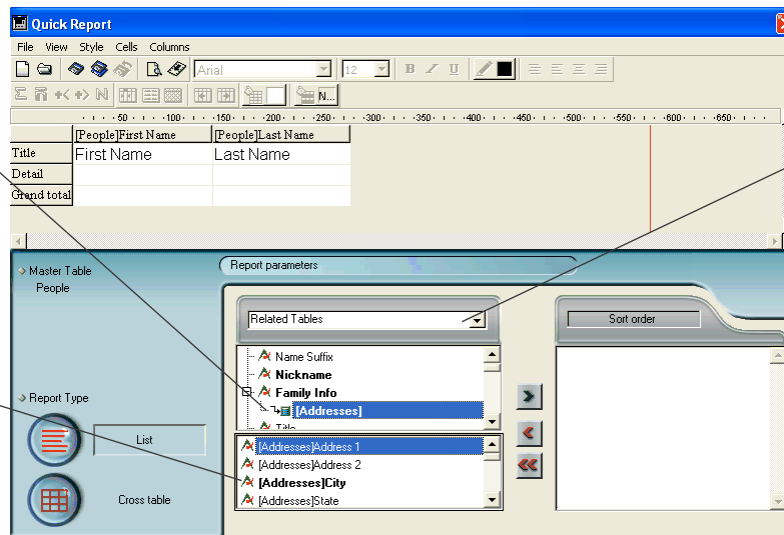 Quick Report
File View Style Cells Columns
Arial 12 B I U
N...
50 100 150 200 250 300 350 400 450 500 550 600 650
[People]First Name [People]Last Name
Title First Name Last Name
Detail
Grand total
Master Table
People
Report parameters
Related Tables
Sort order
Name Suffix
Nickname
Family Info
[Addresses]
Title
Report Type
List
Cross table
[Addresses]Address 1
[Addresses]Address 2
[Addresses]City
[Addresses]State